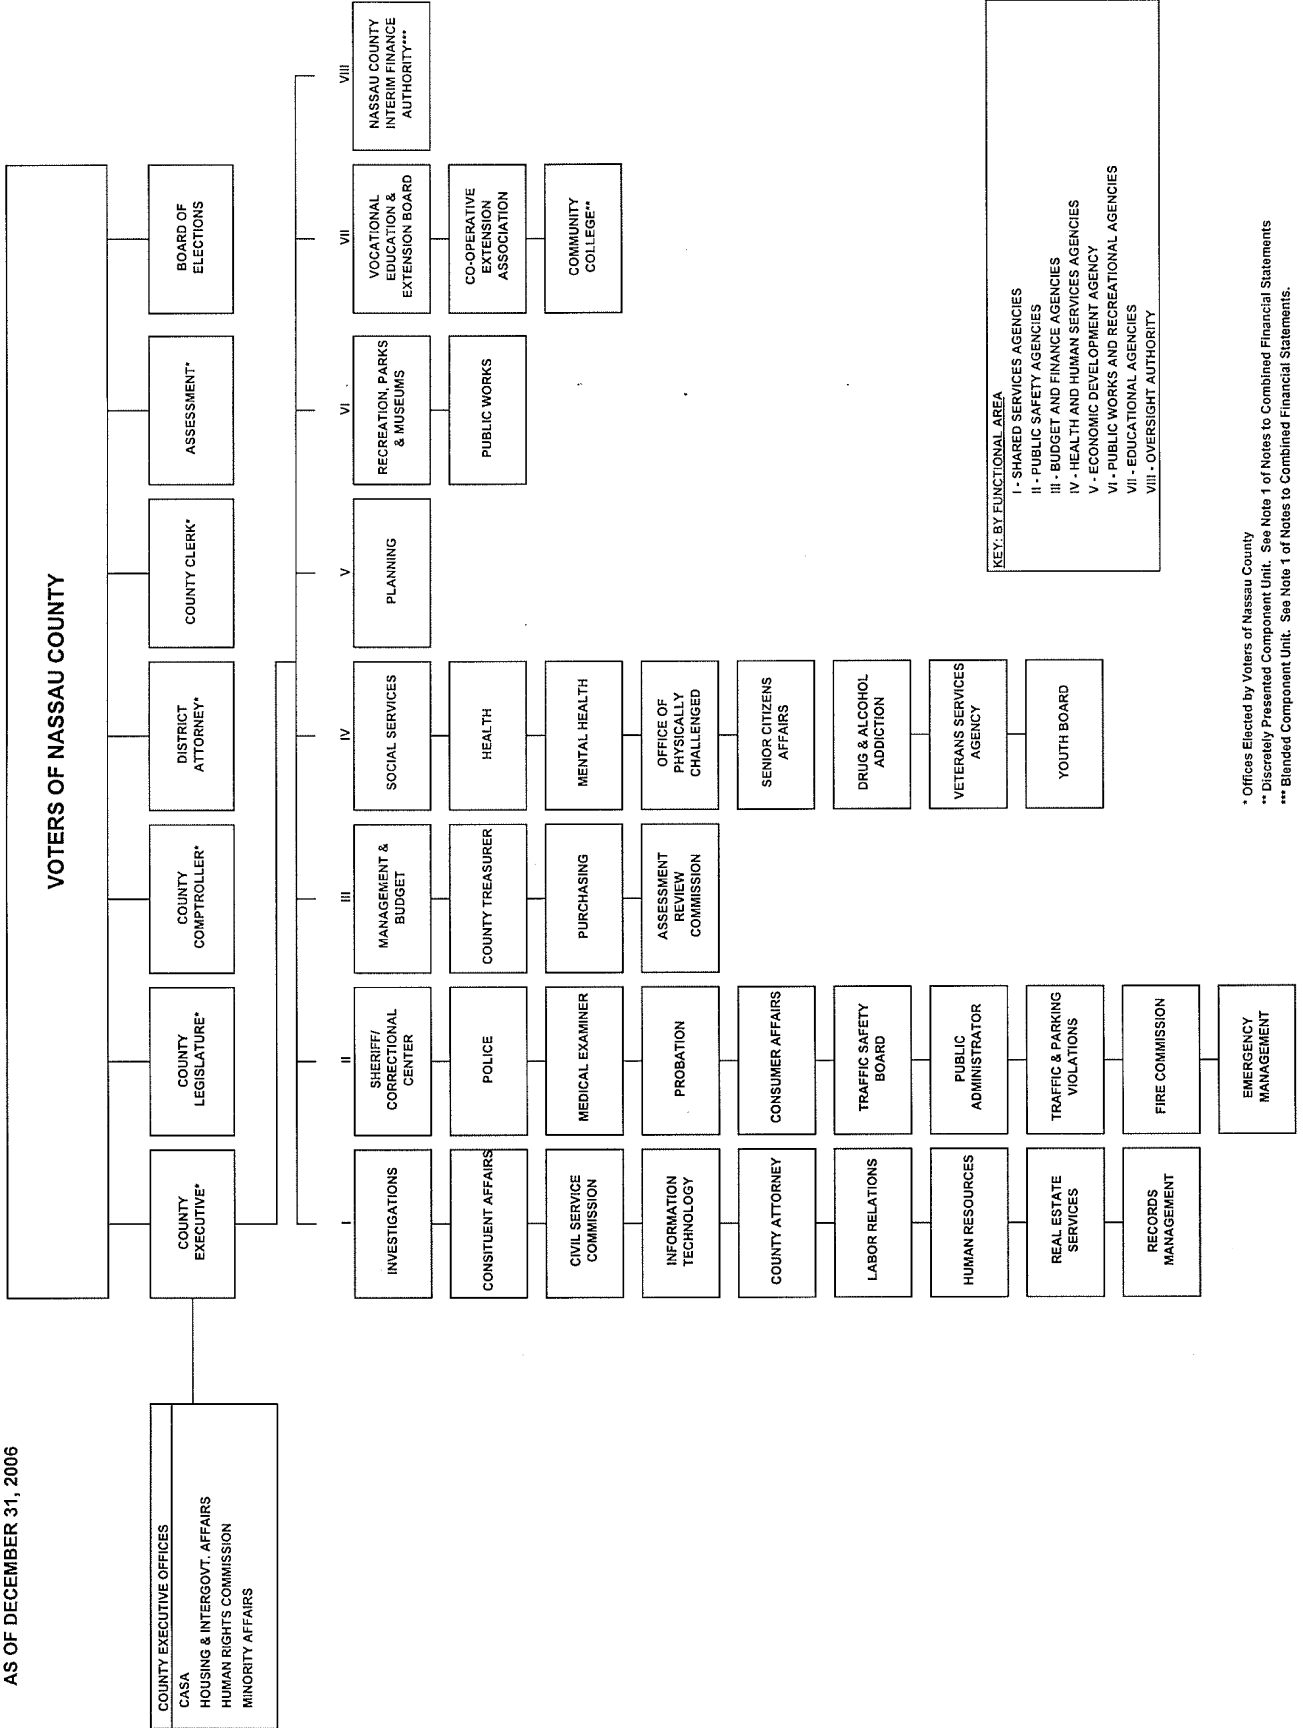 AS OF DECEMBER 31, 2006
VOTERS OF NASSAU COUNTY
COUNTY EXECUTIVE OFFICES
CASA
HOUSING & INTERGOVT. AFFAIRS
HUMAN RIGHTS COMMISSION
MINORITY AFFAIRS
COUNTY
EXECUTIVE*
COUNTY
LEGISLATURE*
COUNTY
COMPTROLLER*
DISTRICT
ATTORNEY*
COUNTY CLERK*
ASSESSMENT*
BOARD OF
ELECTIONS
I
INVESTIGATIONS
CONSITUENT AFFAIRS
CIVIL SERVICE
COMMISSION
INFORMATION
TECHNOLOGY
COUNTY ATTORNEY
LABOR RELATIONS
HUMAN RESOURCES
REAL ESTATE
SERVICES
RECORDS
MANAGEMENT
II
SHERIFF/
CORRECTIONAL
CENTER
POLICE
MEDICAL EXAMINER
PROBATION
CONSUMER AFFAIRS
TRAFFIC SAFETY
BOARD
PUBLIC
ADMINISTRATOR
TRAFFIC & PARKING
VIOLATIONS
FIRE COMMISSION
EMERGENCY
MANAGEMENT
III
MANAGEMENT &
BUDGET
COUNTY TREASURER
PURCHASING
ASSESSMENT
REVIEW
COMMISSION
IV
SOCIAL SERVICES
HEALTH
MENTAL HEALTH
OFFICE OF
PHYSICALLY
CHALLENGED
SENIOR CITIZENS
AFFAIRS
DRUG & ALCOHOL
ADDICTION
VETERANS SERVICES
AGENCY
YOUTH BOARD
V
PLANNING
VI
RECREATION, PARKS
& MUSEUMS
PUBLIC WORKS
VII
VOCATIONAL
EDUCATION &
EXTENSION BOARD
CO-OPERATIVE
EXTENSION
ASSOCIATION
COMMUNITY
COLLEGE**
VIII
NASSAU COUNTY
INTERIM FINANCE
AUTHORITY***
KEY: BY FUNCTIONAL AREA
I - SHARED SERVICES AGENCIES
II - PUBLIC SAFETY AGENCIES
III - BUDGET AND FINANCE AGENCIES
IV - HEALTH AND HUMAN SERVICES AGENCIES
V - ECONOMIC DEVELOPMENT AGENCY
VI - PUBLIC WORKS AND RECREATIONAL AGENCIES
VII - EDUCATIONAL AGENCIES
VIII - OVERSIGHT AUTHORITY
* Offices Elected by Voters of Nassau County
** Discretely Presented Component Unit. See Note 1 of Notes to Combined Financial Statements
*** Blended Component Unit. See Note 1 of Notes to Combined Financial Statements.